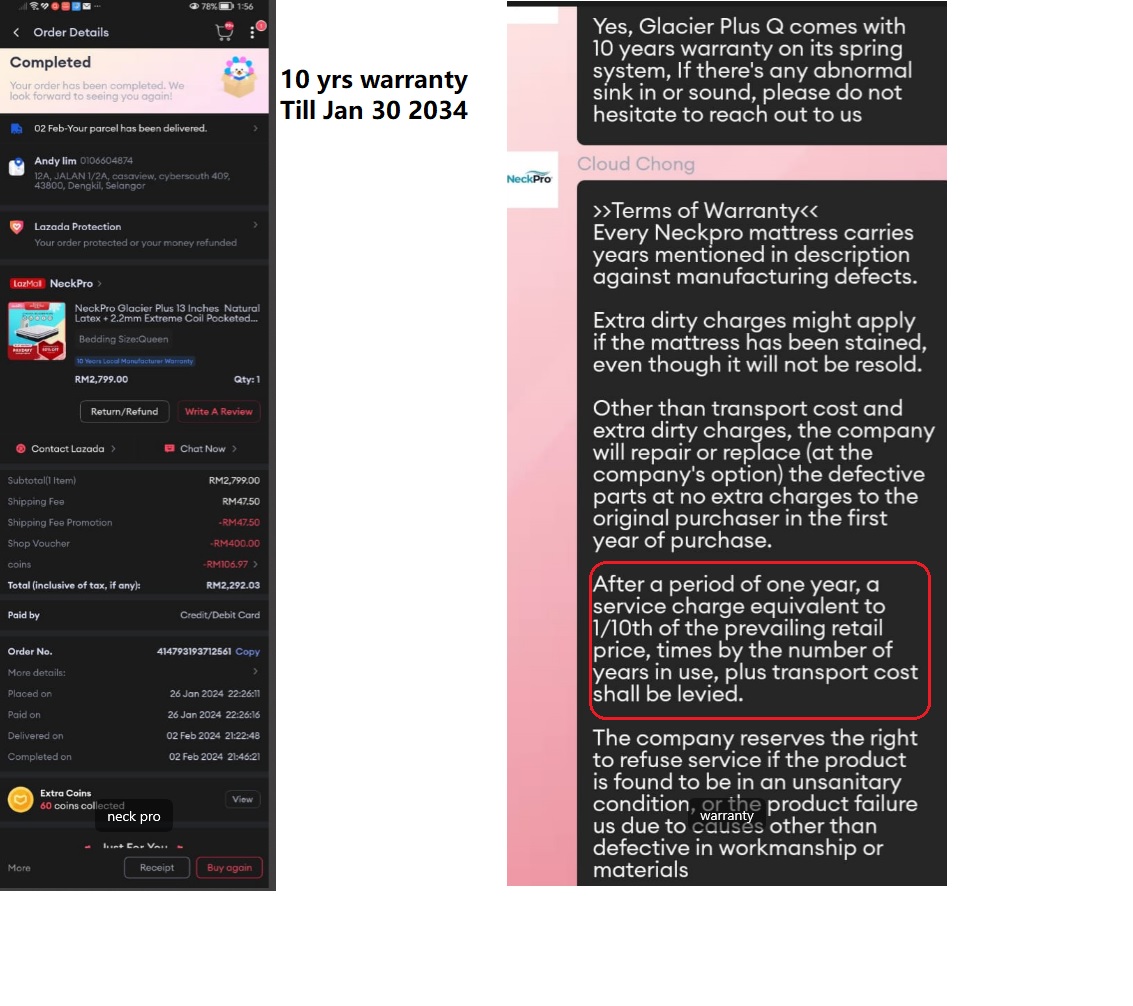 78%
1:56
Order Details
Completed
Your order has been completed. We
look forward to seeing you again!
02 Feb-Your parcel has been delivered.
Andy lim 0106604874
12A, JALAN 1/2A, casaview, cybersouth 409,
43800, Dengkil, Selangor
Lazada Protection
Your order protected or your money refunded
LazMall NeckPro
NeckPro Glacier Plus 13 Inches Natural
Latex + 2.2mm Extreme Coil Pocketed...
Bedding Size:Queen
10 Years Local Manufacturer Warranty
RM2,799.00 Qty: 1
Return/Refund Write A Review
Contact Lazada Chat Now
Subtotal(1 Item) RM2,799.00
Shipping Fee RM47.50
Shipping Fee Promotion -RM47.50
Shop Voucher -RM400.00
coins -RM106.97
Total (inclusive of tax, if any): RM2,292.03
Paid by Credit/Debit Card
Order No. 414793193712561 Copy
More details:
Placed on 26 Jan 2024 22:26:11
Paid on 26 Jan 2024 22:26:16
Delivered on 02 Feb 2024 21:22:48
Completed on 02 Feb 2024 21:46:21
Extra Coins
60 coins collected
View
neck pro
Just For You
More Receipt Buy again
10 yrs warranty
Till Jan 30 2034
Yes, Glacier Plus Q comes with
10 years warranty on its spring
system, If there's any abnormal
sink in or sound, please do not
hesitate to reach out to us
Cloud Chong
NeckPro
>>Terms of Warranty<<
Every Neckpro mattress carries
years mentioned in description
against manufacturing defects.
Extra dirty charges might apply
if the mattress has been stained,
even though it will not be resold.
Other than transport cost and
extra dirty charges, the company
will repair or replace (at the
company's option) the defective
parts at no extra charges to the
original purchaser in the first
year of purchase.
After a period of one year, a
service charge equivalent to
1/10th of the prevailing retail
price, times by the number of
years in use, plus transport cost
shall be levied.
The company reserves the right
to refuse service if the product
is found to be in an unsanitary
condition, or the product failure
warranty
us due to causes other than
defective in workmanship or
materials